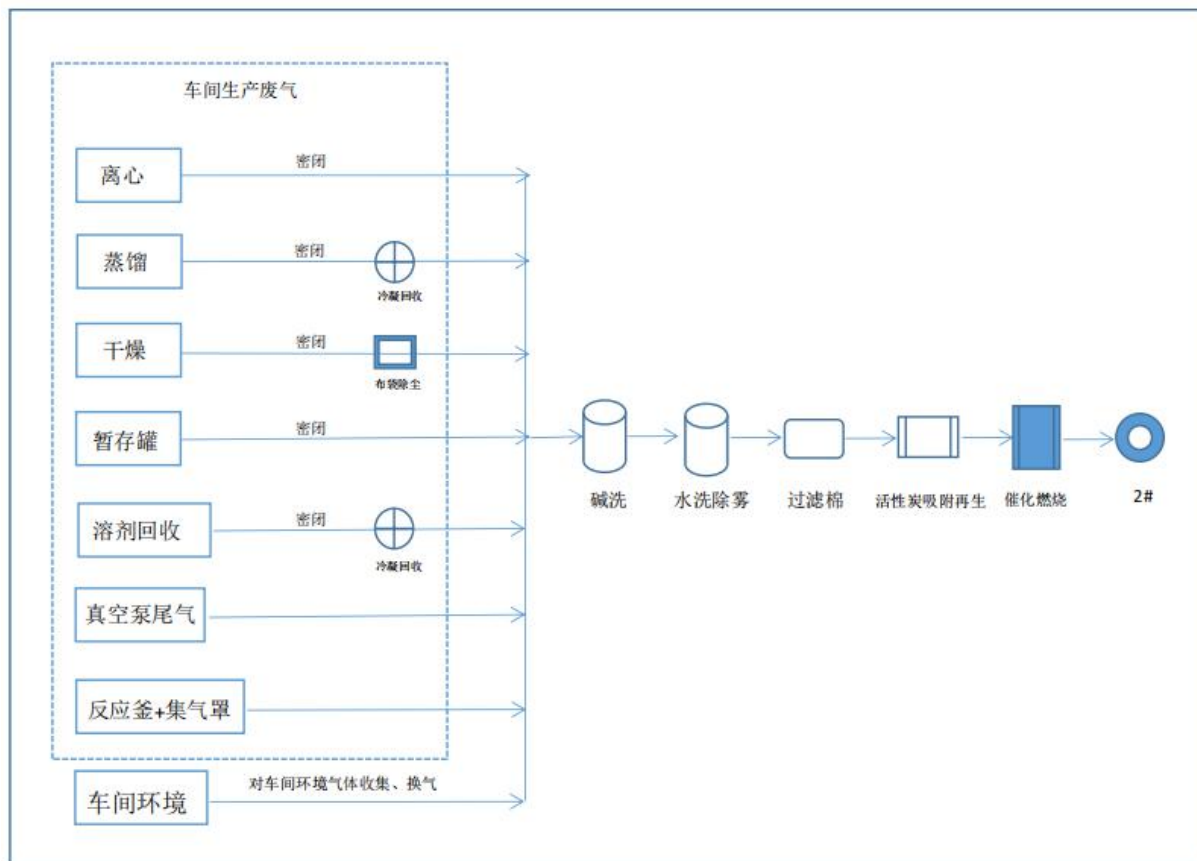 车间生产废气
离心
密闭
蒸馏
密闭
冷凝回收
干燥
密闭
布袋除尘
暂存罐
密闭
溶剂回收
密闭
冷凝回收
真空泵尾气
反应釜+集气罩
车间环境
对车间环境气体收集、换气
碱洗
水洗除雾
过滤棉
活性炭吸附再生
催化燃烧
2#